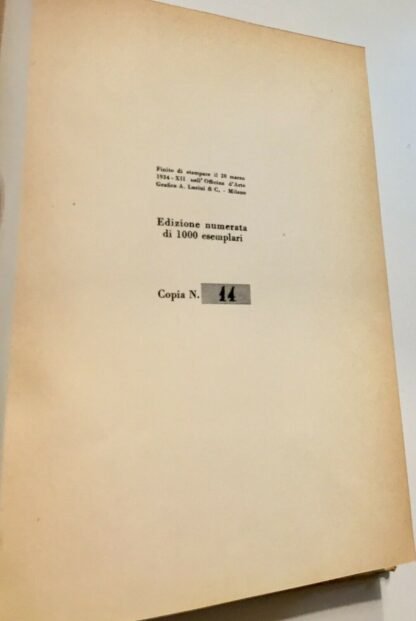 Finito di stampare il 20 marzo
1934 - XII nell'Officina d'Arte
Grafica A. Lucini & C. - Milano
Edizione numerata
di 1000 esemplari
Copia N. 14